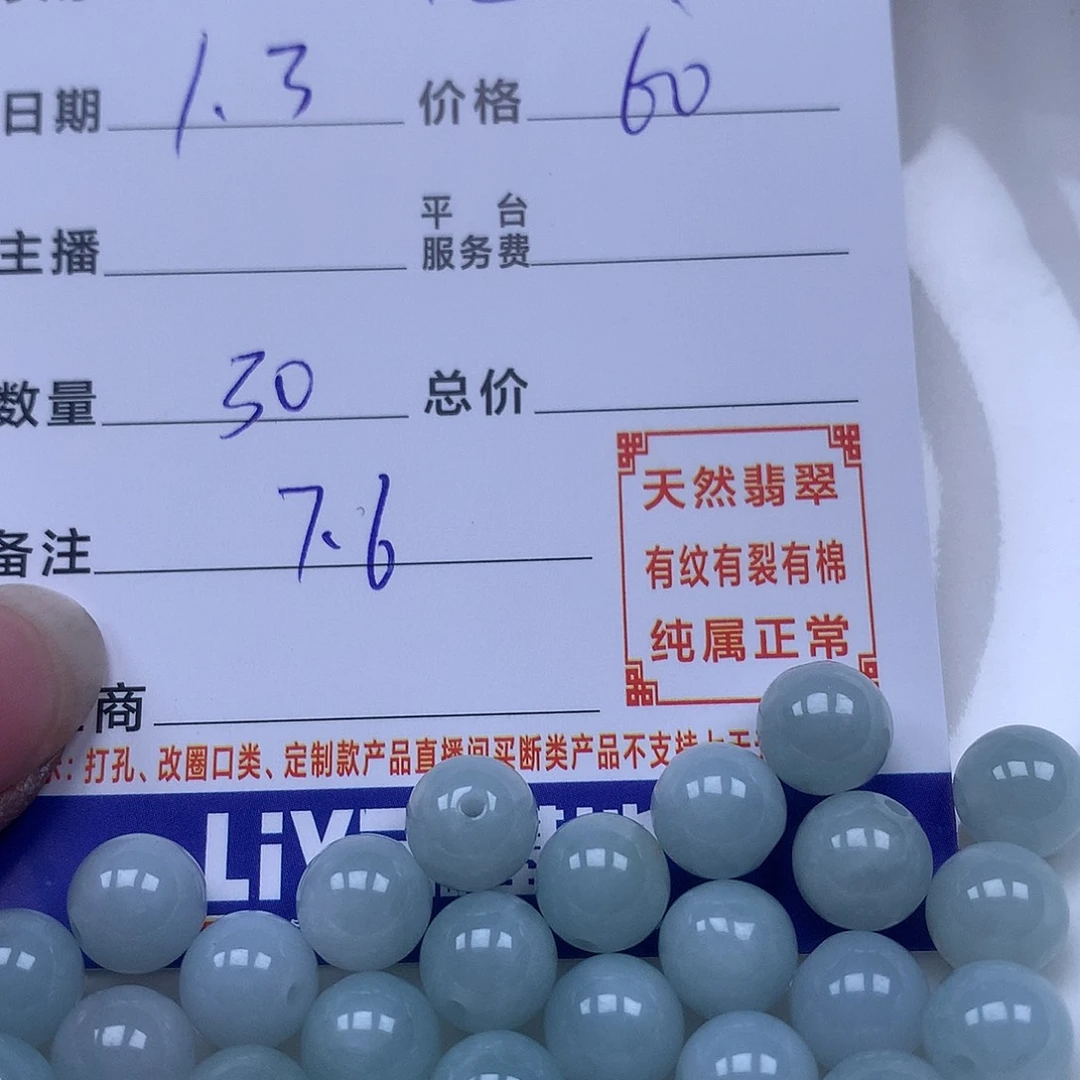 日期 1.3 价格 60
主播 平台服务费
数量 30 总价
备注 7.6
天然翡翠
有纹有裂有棉
纯属正常
商
打孔、改圈口类、定制款产品直播间买断类产品不支持七天
LiY